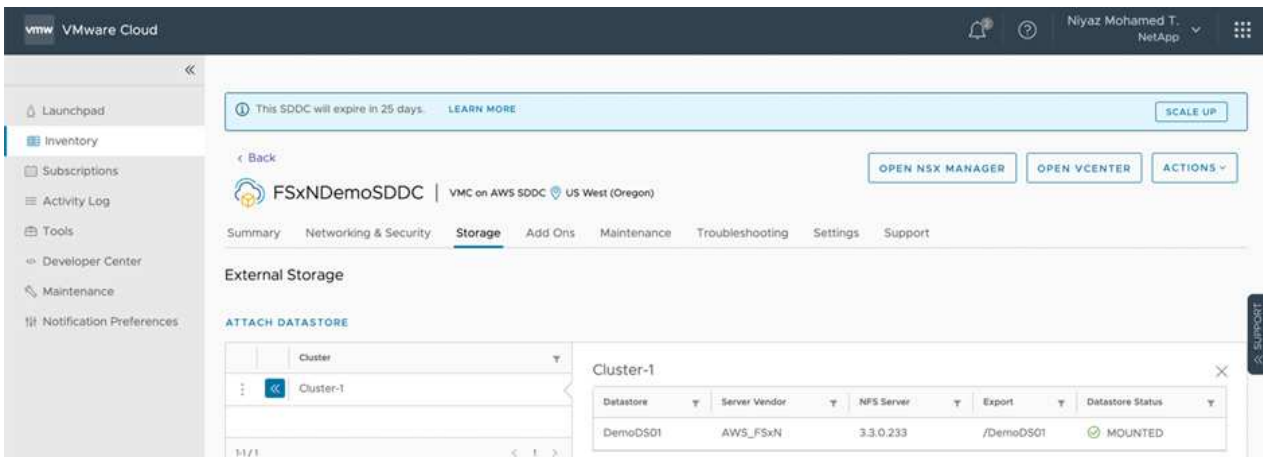 vmw VMware Cloud
2
Niyaz Mohamed T.
NetApp
Launchpad
Inventory
Subscriptions
Activity Log
Tools
Developer Center
Maintenance
Notification Preferences
This SDDC will expire in 25 days. LEARN MORE SCALE UP
< Back
OPEN NSX MANAGER OPEN VCENTER ACTIONS
FSxNDemoSDDC | VMC on AWS SDDC US West (Oregon)
Summary Networking & Security Storage Add Ons Maintenance Troubleshooting Settings Support
External Storage
ATTACH DATASTORE
Cluster
Cluster-1
1-1 / 1 < 1 >
Cluster-1
Datastore Server Vendor NFS Server Export Datastore Status
DemoDS01 AWS_FSxN 3.3.0.233 /DemoDS01 MOUNTED
SUPPORT